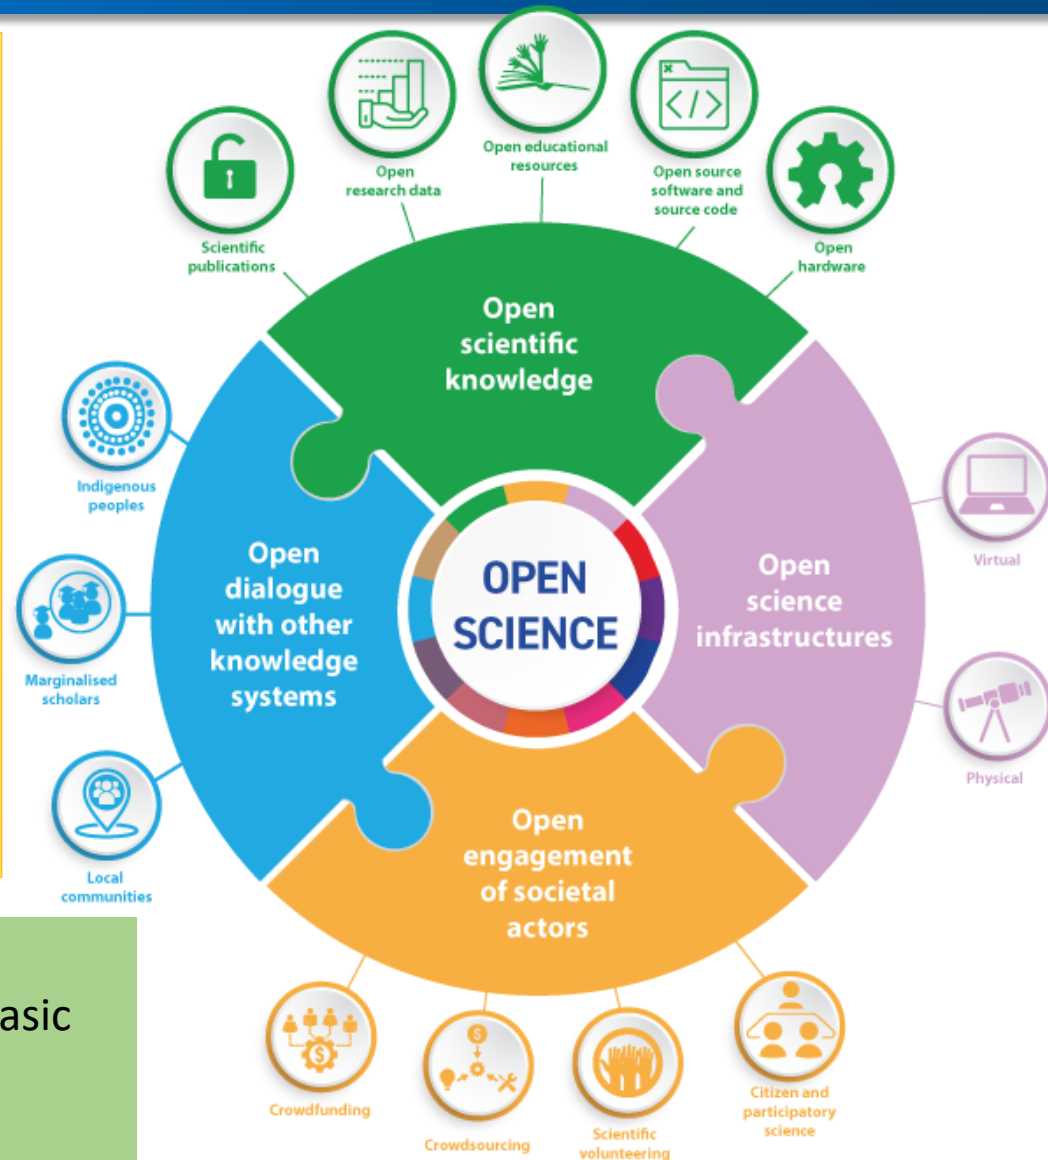 Open educational
resources
Open
research data
Open source
software and
source code
Scientific
publications
Open
hardware
Open
scientific
knowledge
Indigenous
peoples
Marginalised
scholars
Local
communities
Open
dialogue
with other
knowledge
systems
OPEN
SCIENCE
Open
science
infrastructures
Virtual
Physical
Open
engagement
of societal
actors
Crowdfunding
Crowdsourcing
Scientific
volunteering
Citizen and
participatory
science
asic